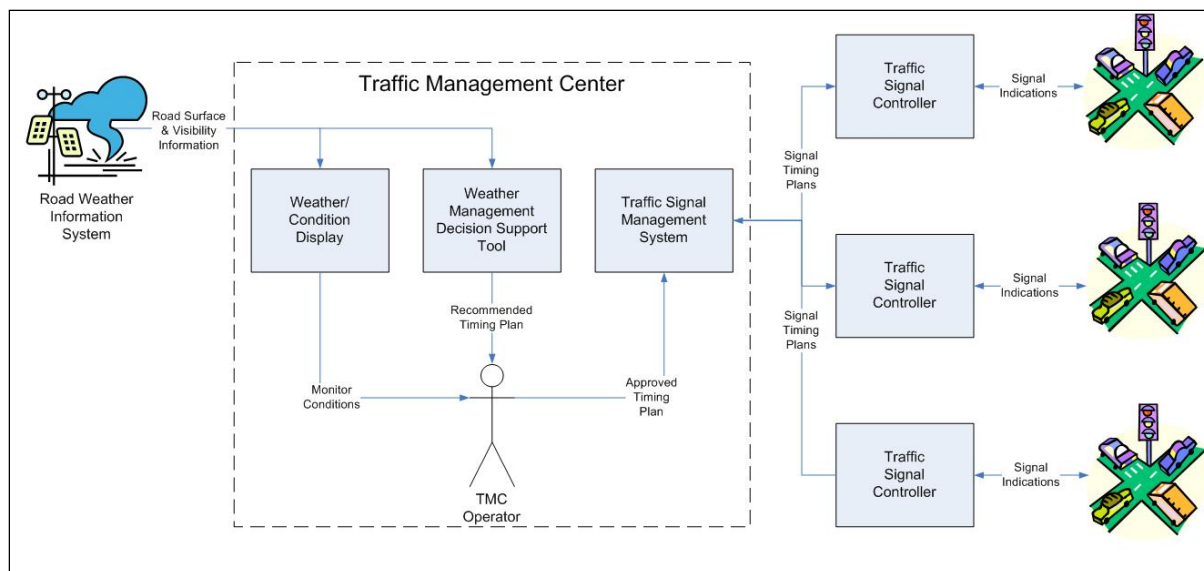 Traffic Management Center
Road Surface
& Visibility
Information
Road Weather
Information
System
Weather/
Condition
Display
Weather
Management
Decision Support
Tool
Traffic Signal
Management
System
Recommended
Timing Plan
Monitor
Conditions
Approved
Timing
Plan
TMC
Operator
Signal
Timing
Plans
Signal
Timing
Plans
Traffic
Signal
Controller
Signal
Indications
Traffic
Signal
Controller
Signal
Indications
Traffic
Signal
Controller
Signal
Indications